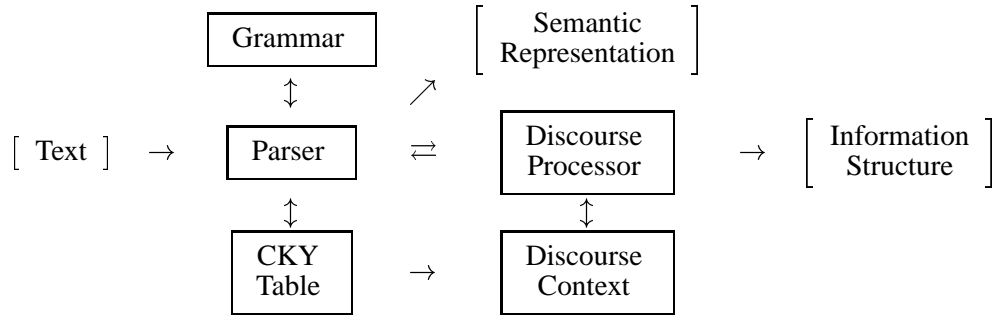 Grammar
Semantic
Representation
[ Text ] → Parser ⇄ Discourse
Processor → Information
Structure
CKY
Table → Discourse
Context